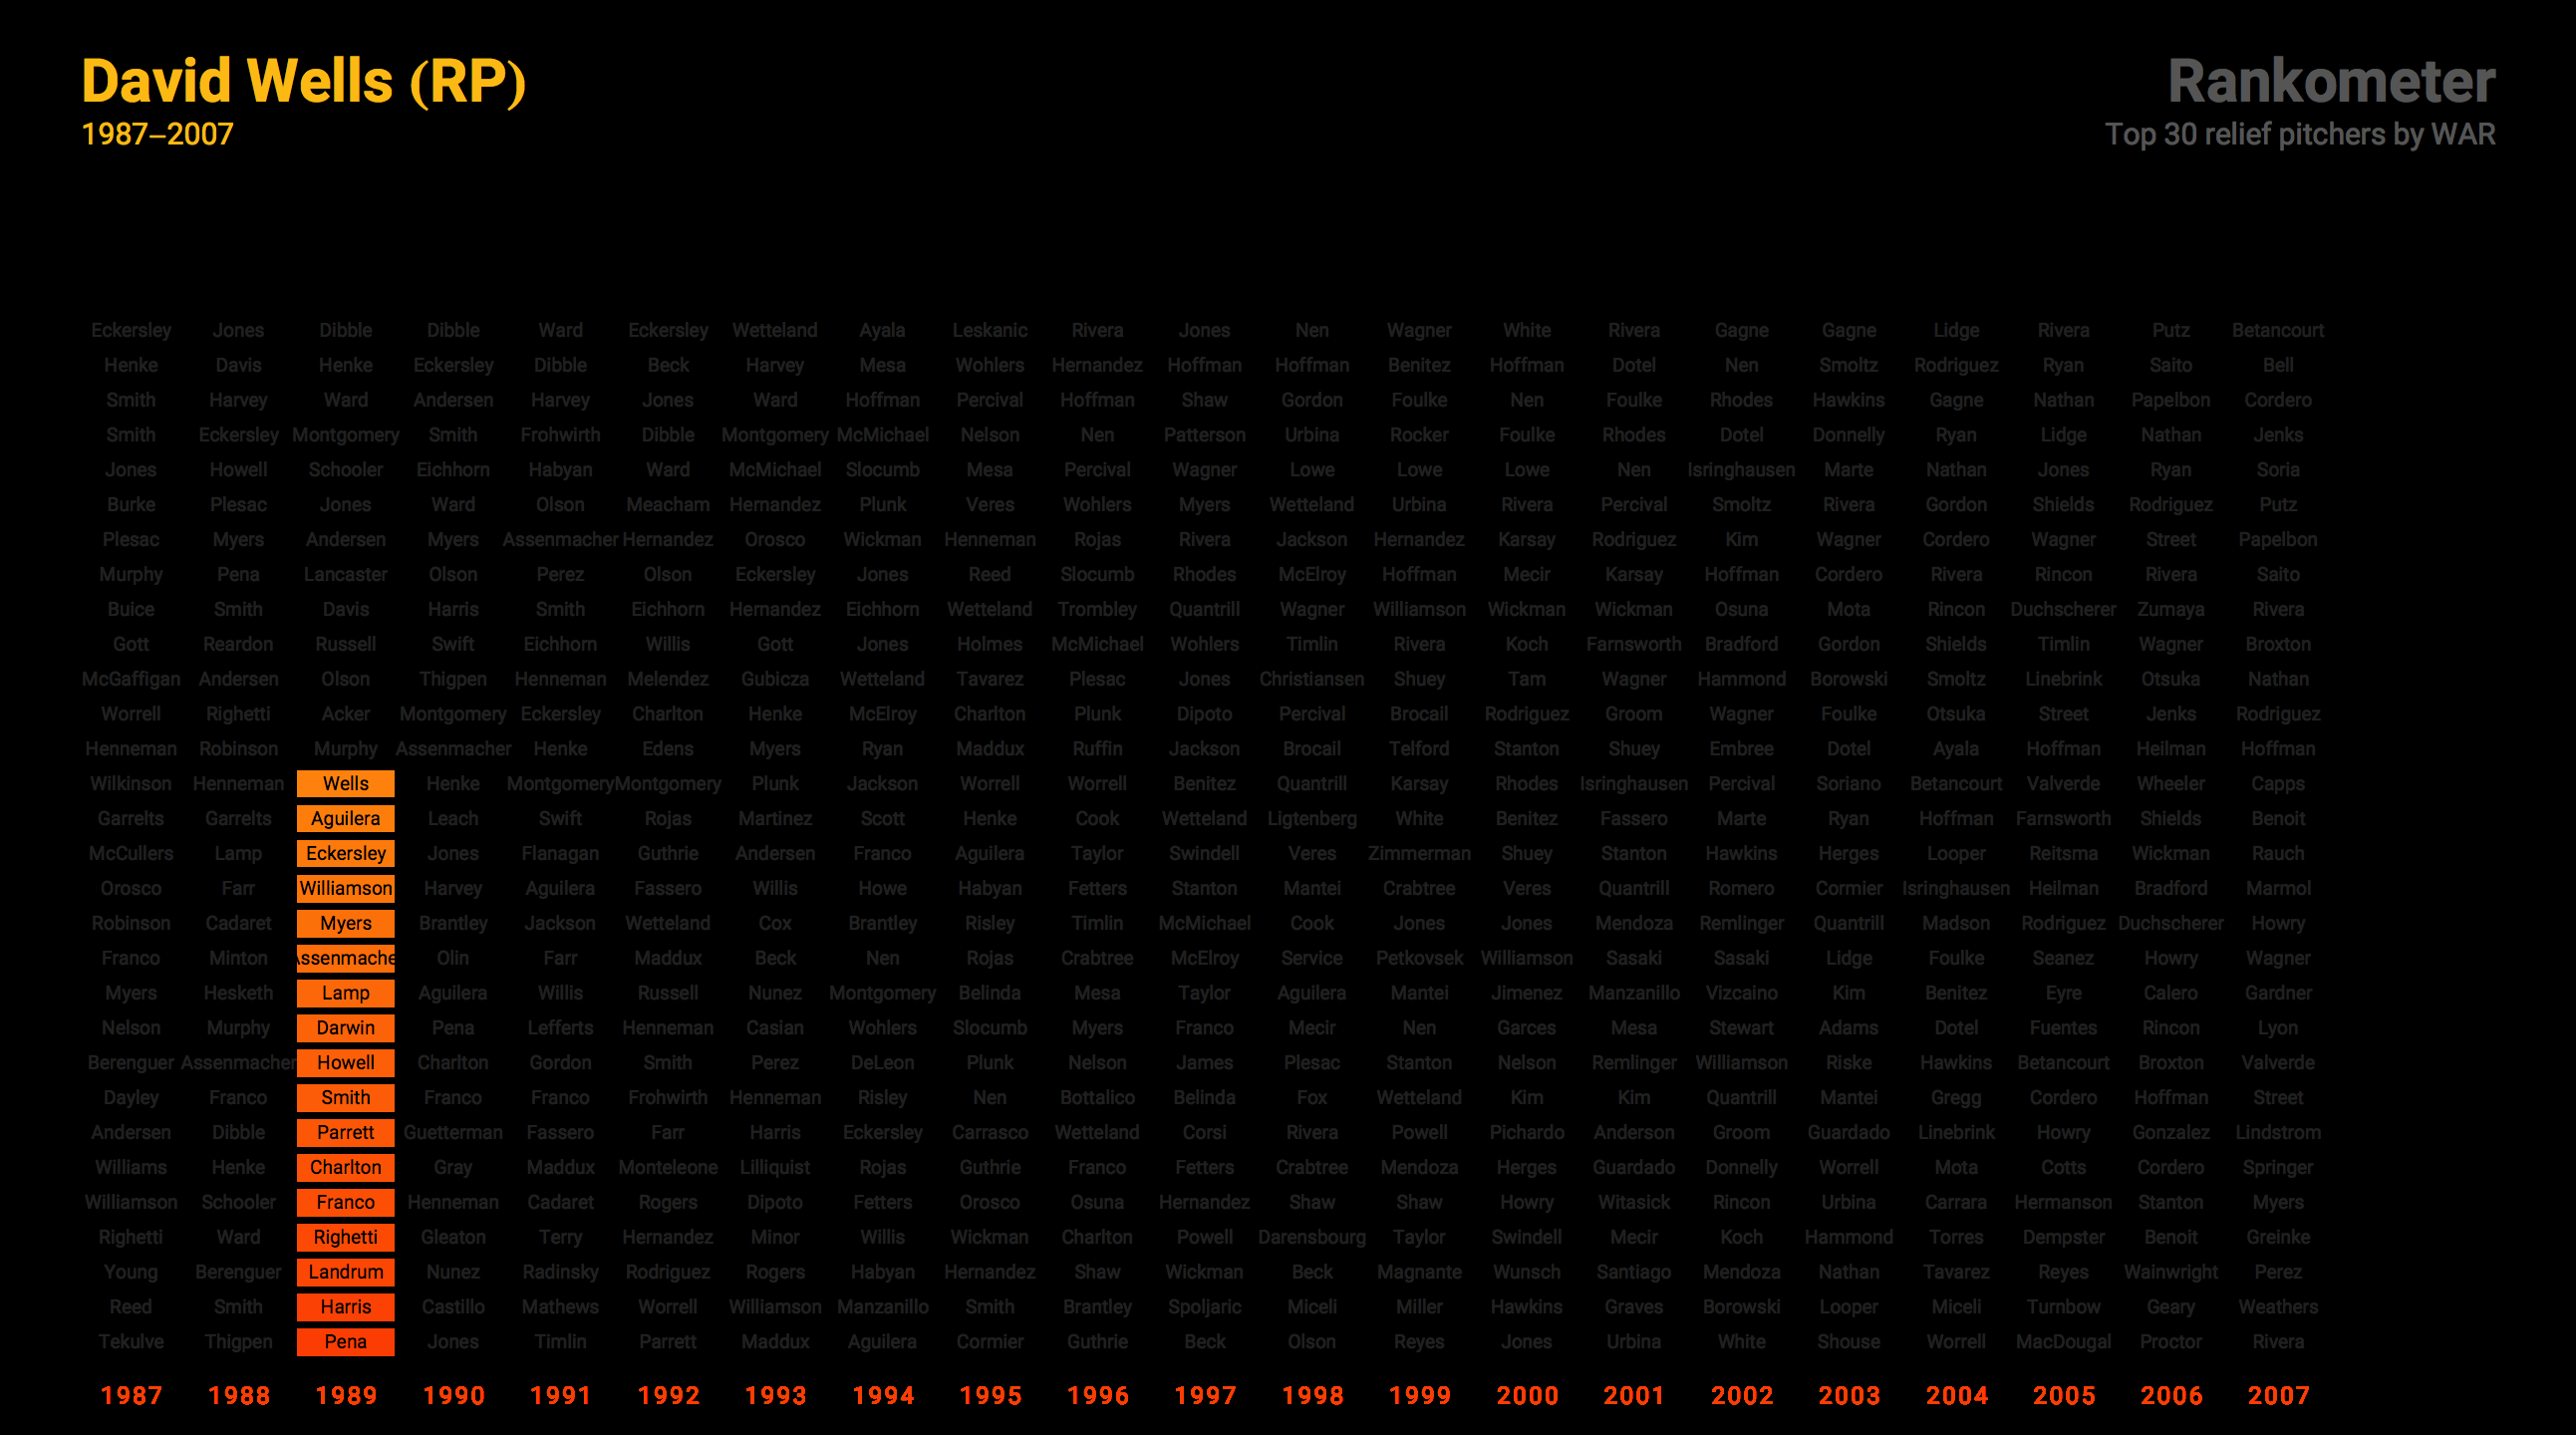 David Wells (RP)
1987–2007
Rankometer
Top 30 relief pitchers by WAR
Eckersley Jones Dibble Dibble Ward Eckersley Wetteland Ayala Leskanic Rivera Jones Nen Wagner White Rivera Gagne Gagne Lidge Rivera Putz Betancourt
Henke Davis Henke Eckersley Dibble Beck Harvey Mesa Wohlers Hernandez Hoffman Hoffman Benitez Hoffman Dotel Nen Smoltz Rodriguez Ryan Saito Bell
Smith Harvey Ward Andersen Harvey Jones Ward Hoffman Percival Hoffman Shaw Gordon Foulke Nen Foulke Rhodes Hawkins Gagne Nathan Papelbon Cordero
Smith Eckersley Montgomery Smith Frohwirth Dibble Montgomery McMichael Nelson Nen Patterson Urbina Rocker Foulke Rhodes Dotel Donnelly Ryan Lidge Nathan Jenks
Jones Howell Schooler Eichhorn Habyan Ward McMichael Slocumb Mesa Percival Wagner Lowe Lowe Lowe Nen Isringhausen Marte Nathan Jones Ryan Soria
Burke Plesac Jones Ward Olson Meacham Hernandez Plunk Veres Wohlers Myers Wetteland Urbina Rivera Percival Smoltz Rivera Gordon Shields Rodriguez Putz
Plesac Myers Andersen Myers Assenmacher Hernandez Orosco Wickman Henneman Rojas Rivera Jackson Hernandez Karsay Rodriguez Kim Wagner Cordero Wagner Street Papelbon
Murphy Pena Lancaster Olson Perez Olson Eckersley Jones Reed Slocumb Rhodes McElroy Hoffman Mecir Karsay Hoffman Cordero Rivera Rincon Rivera Saito
Buice Smith Davis Harris Smith Eichhorn Hernandez Eichhorn Wetteland Trombley Quantrill Wagner Williamson Wickman Wickman Osuna Mota Rincon Duchscherer Zumaya Rivera
Gott Reardon Russell Swift Eichhorn Willis Gott Jones Holmes McMichael Wohlers Timlin Rivera Koch Farnsworth Bradford Gordon Shields Timlin Wagner Broxton
McGaffigan Andersen Olson Thigpen Henneman Melendez Gubicza Wetteland Tavarez Plesac Jones Christiansen Shuey Tam Wagner Hammond Borowski Smoltz Linebrink Otsuka Nathan
Worrell Righetti Acker Montgomery Eckersley Charlton Henke McElroy Charlton Plunk Dipoto Percival Brocail Rodriguez Groom Wagner Foulke Otsuka Street Jenks Rodriguez
Henneman Robinson Murphy Assenmacher Henke Edens Myers Ryan Maddux Ruffin Jackson Brocail Telford Stanton Shuey Embree Dotel Ayala Hoffman Heilman Hoffman
Wilkinson Henneman Wells Henke Montgomery Montgomery Plunk Jackson Worrell Worrell Benitez Quantrill Karsay Rhodes Isringhausen Percival Soriano Betancourt Valverde Wheeler Capps
Garrelts Garrelts Aguilera Leach Swift Rojas Martinez Scott Henke Cook Wetteland Ligtenberg White Benitez Fassero Marte Ryan Hoffman Farnsworth Shields Benoit
McCullers Lamp Eckersley Jones Flanagan Guthrie Andersen Franco Aguilera Taylor Swindell Veres Zimmerman Shuey Stanton Hawkins Herges Looper Reitsma Wickman Rauch
Orosco Farr Williamson Harvey Aguilera Fassero Willis Howe Habyan Fetters Stanton Mantei Crabtree Veres Quantrill Romero Cormier Isringhausen Heilman Bradford Marmol
Robinson Cadaret Myers Brantley Jackson Wetteland Cox Brantley Risley Timlin McMichael Cook Jones Jones Mendoza Remlinger Quantrill Madson Rodriguez Duchscherer Howry
Franco Minton Assenmache Olin Farr Maddux Beck Nen Rojas Crabtree McElroy Service Petkovsek Williamson Sasaki Sasaki Lidge Foulke Seanez Howry Wagner
Myers Hesketh Lamp Aguilera Willis Russell Nunez Montgomery Belinda Mesa Taylor Aguilera Mantei Jimenez Manzanillo Vizcaino Kim Benitez Eyre Calero Gardner
Nelson Murphy Darwin Pena Lefferts Henneman Casian Wohlers Slocumb Myers Franco Mecir Nen Garces Mesa Stewart Adams Dotel Fuentes Rincon Lyon
Berenguer Assenmacher Howell Charlton Gordon Smith Perez DeLeon Plunk Nelson James Plesac Stanton Nelson Remlinger Williamson Riske Hawkins Betancourt Broxton Valverde
Dayley Franco Smith Franco Franco Frohwirth Henneman Risley Nen Bottalico Belinda Fox Wetteland Kim Kim Quantrill Mantei Gregg Cordero Hoffman Street
Andersen Dibble Parrett Guetterman Fassero Farr Harris Eckersley Carrasco Wetteland Corsi Rivera Powell Pichardo Anderson Groom Guardado Linebrink Howry Gonzalez Lindstrom
Williams Henke Charlton Gray Maddux Monteleone Lilliquist Rojas Guthrie Franco Fetters Crabtree Mendoza Herges Guardado Donnelly Worrell Mota Cotts Cordero Springer
Williamson Schooler Franco Henneman Cadaret Rogers Dipoto Fetters Orosco Osuna Hernandez Shaw Shaw Howry Witasick Rincon Urbina Carrara Hermanson Stanton Myers
Righetti Ward Righetti Gleaton Terry Hernandez Minor Willis Wickman Charlton Powell Darensbourg Taylor Swindell Mecir Koch Hammond Torres Dempster Benoit Greinke
Young Berenguer Landrum Nunez Radinsky Rodriguez Rogers Habyan Hernandez Shaw Wickman Beck Magnante Wunsch Santiago Mendoza Nathan Tavarez Reyes Wainwright Perez
Reed Smith Harris Castillo Mathews Worrell Williamson Manzanillo Smith Brantley Spoljaric Miceli Miller Hawkins Graves Borowski Looper Miceli Turnbow Geary Weathers
Tekulve Thigpen Pena Jones Timlin Parrett Maddux Aguilera Cormier Guthrie Beck Olson Reyes Jones Urbina White Shouse Worrell MacDougal Proctor Rivera
1987 1988 1989 1990 1991 1992 1993 1994 1995 1996 1997 1998 1999 2000 2001 2002 2003 2004 2005 2006 2007